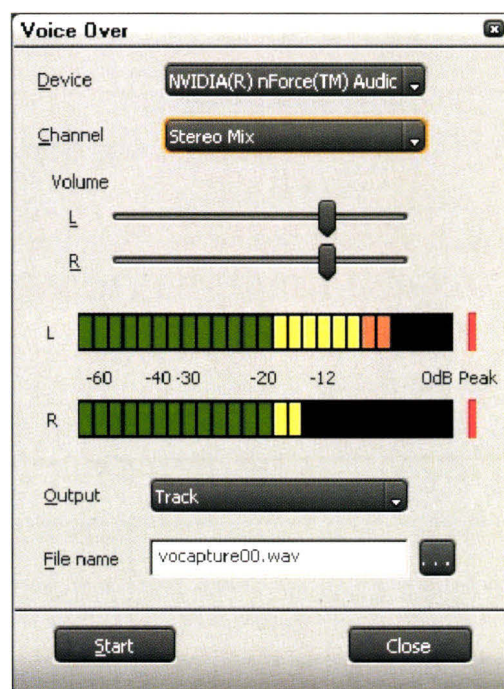 Voice Over
Device NVIDIA(R) nForce(TM) Audic
Channel Stereo Mix
Volume
L
R
L
-60 -40 -30 -20 -12 0dB Peak
R
Output Track
File name vocapture00.wav ...
Start Close